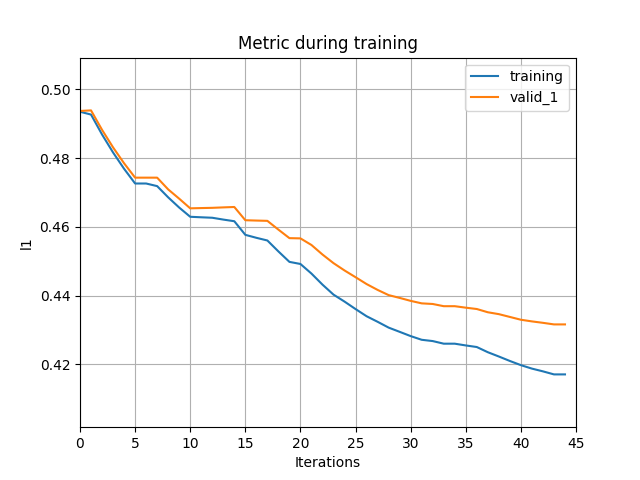 Metric during training
training
valid_1
0.50
0.48
0.46
0.44
0.42
l1
0 5 10 15 20 25 30 35 40 45
Iterations